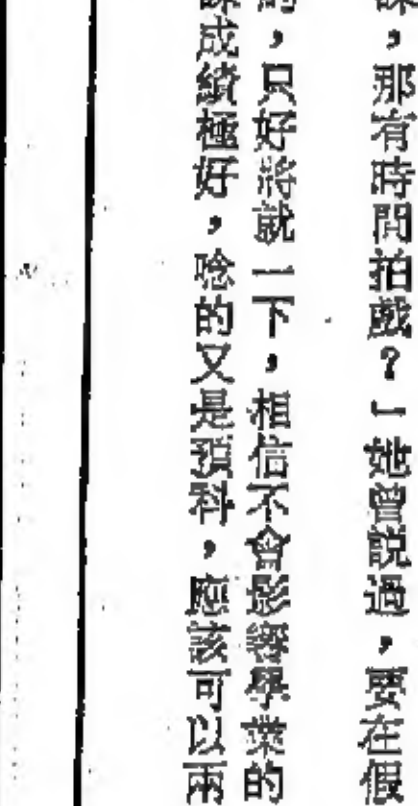 課，那有時間拍戲？」她曾說過，要在假
的，只好將就一下，相信不會影響學業的
課成績極好，唸的又是預科，應該可以兩